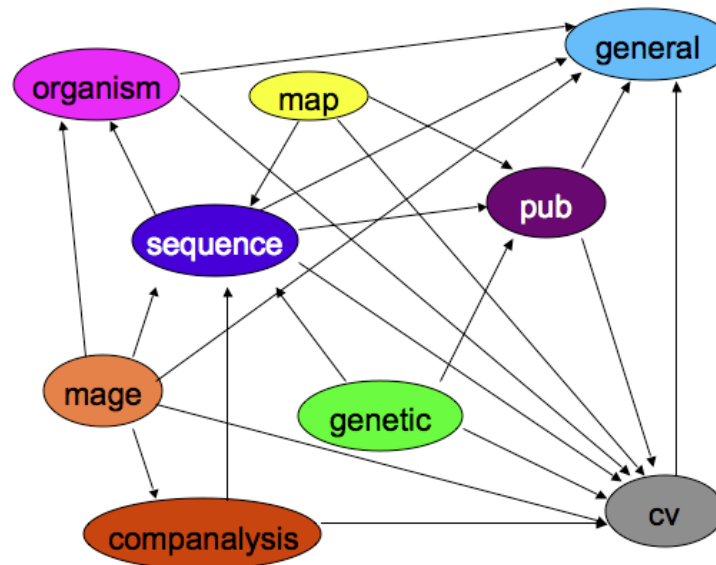 general
organism
map
pub
sequence
mage
genetic
cv
companalysis